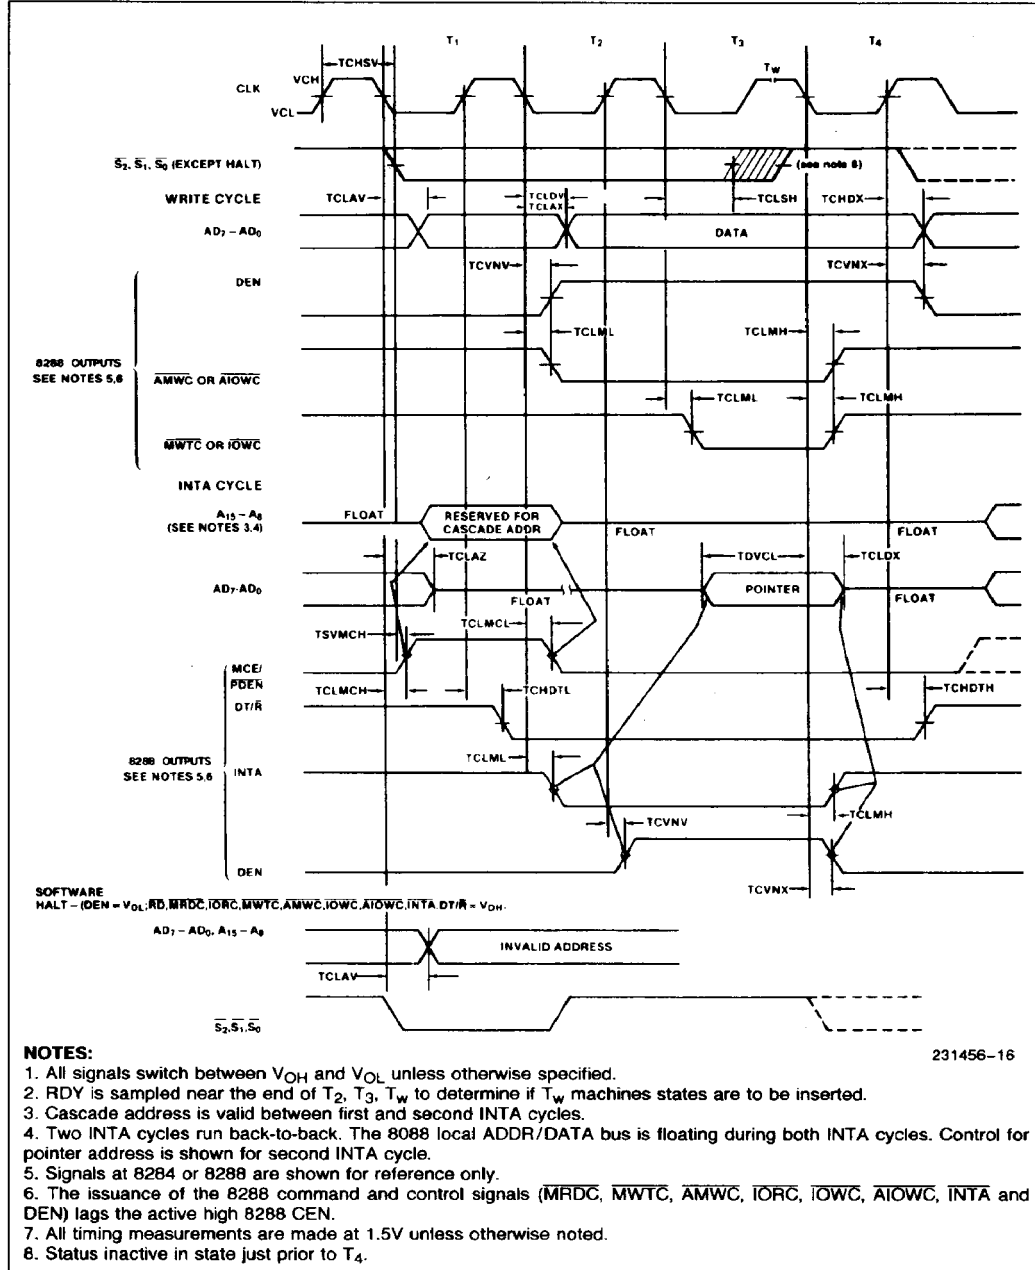 T1 T2 T3 T4
TCHSV
VCH
CLK
VCL
TW
S2, S1, S0 (EXCEPT HALT)
(see note 8)
WRITE CYCLE
TCLAV
TCLDV
TCLAX
TCLSH
TCHDX
AD7 – AD0
DATA
TCVNV
TCVNX
DEN
TCLML
TCLMH
8288 OUTPUTS
SEE NOTES 5,6
AMWC OR AIOWC
TCLML
TCLMH
MWTC OR IOWC
INTA CYCLE
A15 – A8
(SEE NOTES 3,4)
FLOAT
RESERVED FOR
CASCADE ADDR
FLOAT
FLOAT
TCLAZ
TDVCL
TCLDX
AD7-AD0
FLOAT
POINTER
FLOAT
TSVMCH
TCLMCL
MCE/
PDEN
TCLMCH
TCHDTL
TCHDTH
DT/R
8288 OUTPUTS
SEE NOTES 5,6
TCLML
INTA
TCLMH
TCVNV
DEN
TCVNX
SOFTWARE
HALT – (DEN = VOL; RD, MRDC, IORC, MWTC, AMWC, IOWC, AIOWC, INTA. DT/R = VOH.
AD7 – AD0, A15 – A8
INVALID ADDRESS
TCLAV
S2, S1, S0
NOTES:
231456–16
1. All signals switch between VOH and VOL unless otherwise specified.
2. RDY is sampled near the end of T2, T3, Tw to determine if Tw machines states are to be inserted.
3. Cascade address is valid between first and second INTA cycles.
4. Two INTA cycles run back-to-back. The 8088 local ADDR/DATA bus is floating during both INTA cycles. Control for
pointer address is shown for second INTA cycle.
5. Signals at 8284 or 8288 are shown for reference only.
6. The issuance of the 8288 command and control signals (MRDC, MWTC, AMWC, IORC, IOWC, AIOWC, INTA and
DEN) lags the active high 8288 CEN.
7. All timing measurements are made at 1.5V unless otherwise noted.
8. Status inactive in state just prior to T4.